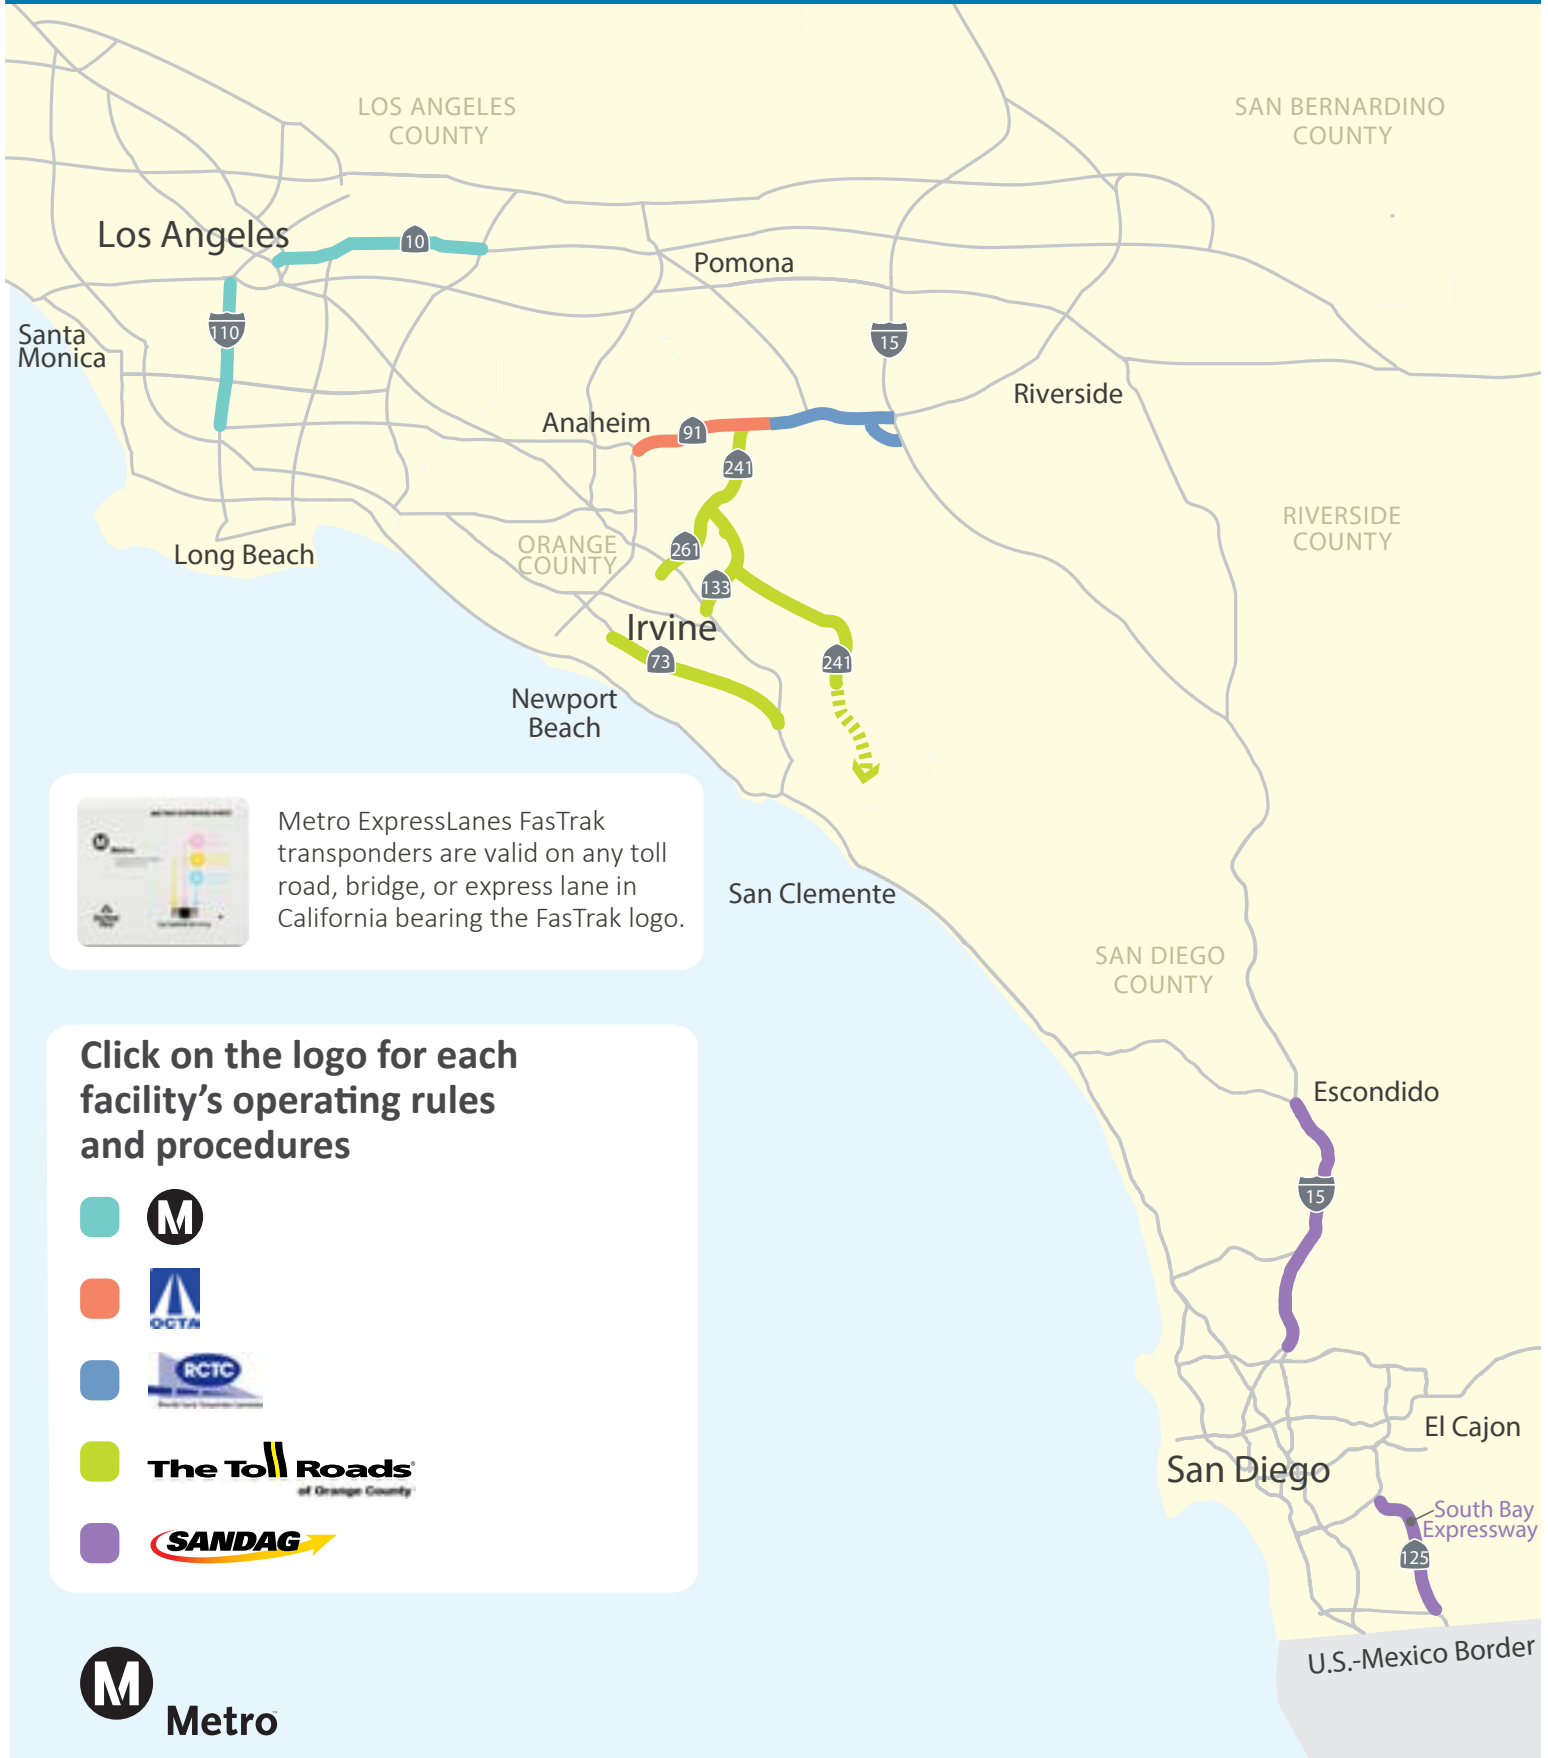 LOS ANGELES
COUNTY
SAN BERNARDINO
COUNTY
Los Angeles
10
Pomona
110
Santa
Monica
15
Riverside
Anaheim
91
241
RIVERSIDE
COUNTY
ORANGE
COUNTY
261
Long Beach
133
Irvine
73
241
Newport
Beach
Metro ExpressLanes FasTrak
transponders are valid on any toll
road, bridge, or express lane in
California bearing the FasTrak logo.
San Clemente
SAN DIEGO
COUNTY
Click on the logo for each
facility’s operating rules
and procedures
M
OCTA
RCTC
The Toll Roads
of Orange County
SANDAG
Escondido
15
El Cajon
San Diego
South Bay
Expressway
125
U.S.-Mexico Border
M
Metro